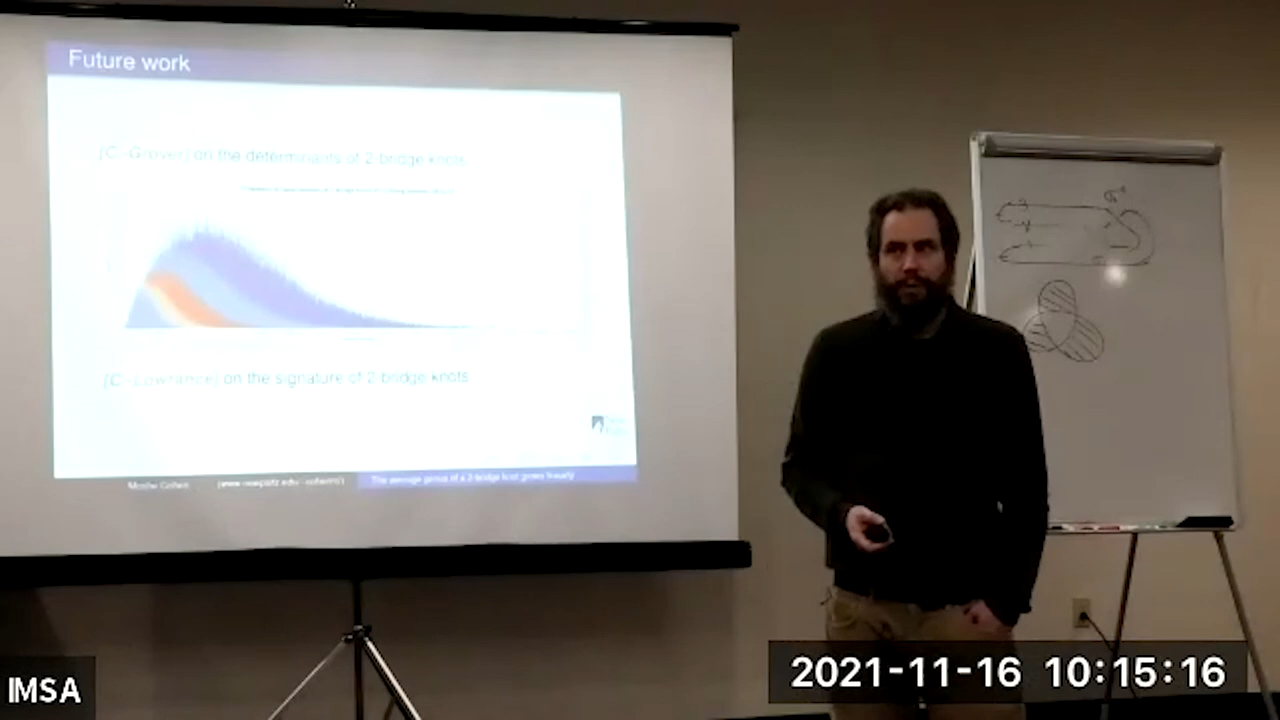 Future work
[C.-Grover] on the determinants of 2-bridge knots
[C.-Lowrance] on the signature of 2-bridge knots
Moshe Cohen
The average genus of a 2-bridge knot grows linearly
IMSA
2021-11-16 10:15:16